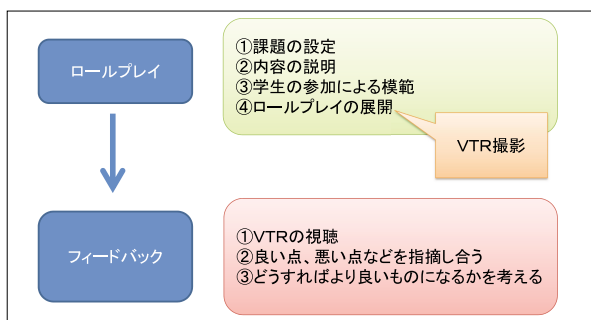 ロールプレイ
①課題の設定
②内容の説明
③学生の参加による模範
④ロールプレイの展開
VTR撮影
フィードバック
①VTRの視聴
②良い点、悪い点などを指摘し合う
③どうすればより良いものになるかを考える